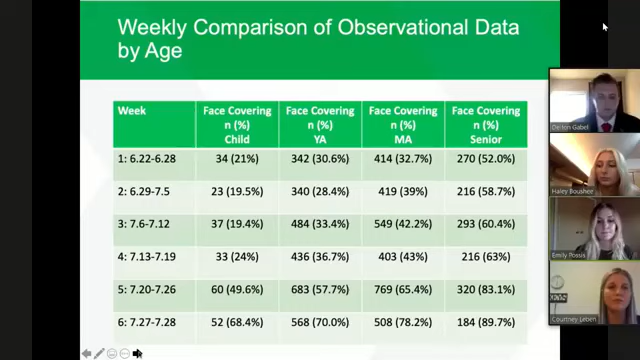 Weekly Comparison of Observational Data
by Age
Week
Face Covering
n (%)
Child
Face Covering
n (%)
YA
Face Covering
n (%)
MA
Face Covering
n (%)
Senior
1: 6.22-6.28 34 (21%) 342 (30.6%) 414 (32.7%) 270 (52.0%)
2: 6.29-7.5 23 (19.5%) 340 (28.4%) 419 (39%) 216 (58.7%)
3: 7.6-7.12 37 (19.4%) 484 (33.4%) 549 (42.2%) 293 (60.4%)
4: 7.13-7.19 33 (24%) 436 (36.7%) 403 (43%) 216 (63%)
5: 7.20-7.26 60 (49.6%) 683 (57.7%) 769 (65.4%) 320 (83.1%)
6: 7.27-7.28 52 (68.4%) 568 (70.0%) 508 (78.2%) 184 (89.7%)
Gabel
Haley
Emily Possis
Courtney Leben